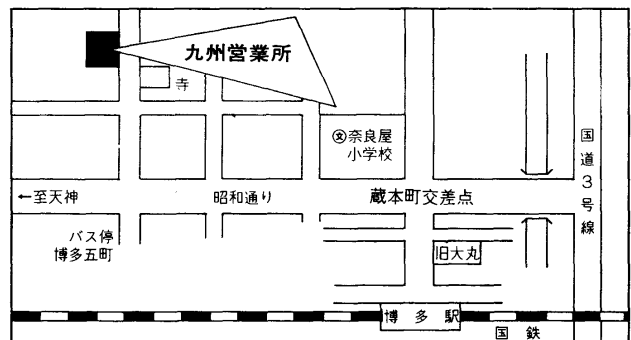 九州営業所
寺
㊛奈良屋
小学校
国道3号線
←至天神
昭和通り
蔵本町交差点
バス停
博多五町
旧大丸
博多駅
国鉄